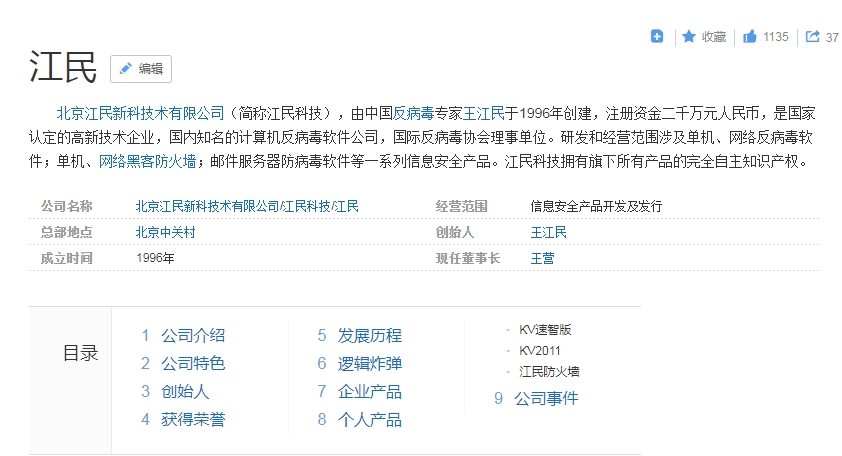 收藏 1135 37
江民 编辑
北京江民新科技术有限公司（简称江民科技），由中国反病毒专家王江民于1996年创建，注册资金二千万元人民币，是国家
认定的高新技术企业，国内知名的计算机反病毒软件公司，国际反病毒协会理事单位。研发和经营范围涉及单机、网络反病毒软
件；单机、网络黑客防火墙；邮件服务器防病毒软件等一系列信息安全产品。江民科技拥有旗下所有产品的完全自主知识产权。
公司名称 北京江民新科技术有限公司/江民科技/江民 经营范围 信息安全产品开发及发行
总部地点 北京中关村 创始人 王江民
成立时间 1996年 现任董事长 王营
目录
1 公司介绍
2 公司特色
3 创始人
4 获得荣誉
5 发展历程
6 逻辑炸弹
7 企业产品
8 个人产品
- KV速智版
- KV2011
- 江民防火墙
9 公司事件